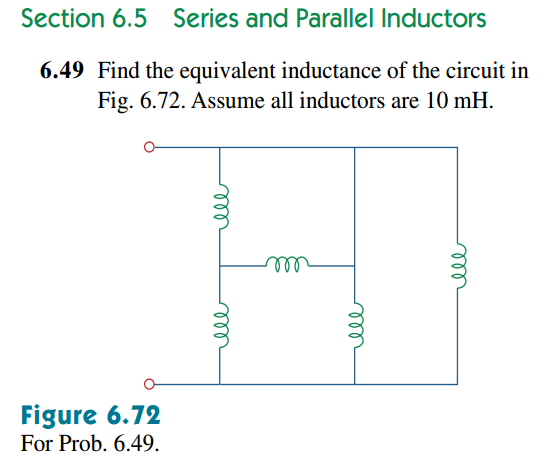 Section 6.5 Series and Parallel Inductors
6.49 Find the equivalent inductance of the circuit in
Fig. 6.72. Assume all inductors are 10 mH.
Figure 6.72
For Prob. 6.49.